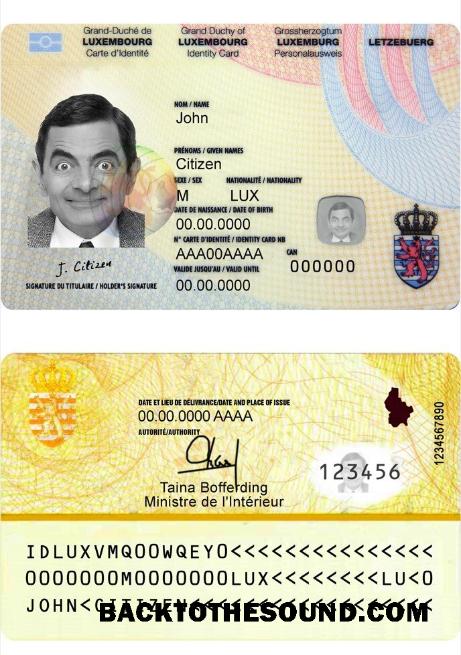 Grand-Duché de
LUXEMBOURG
Carte d'Identité
Grand Duchy of
LUXEMBOURG
Identity Card
Grossherzogtum
LUXEMBURG
Personalausweis
LETZEBUERG
NOM / NAME
John
PRÉNOMS / GIVEN NAMES
Citizen
SEXE / SEX NATIONALITÉ / NATIONALITY
M LUX
DATE DE NAISSANCE / DATE OF BIRTH
00.00.0000
N° CARTE D'IDENTITÉ / IDENTITY CARD NB CAN
AAA00AAAA 000000
VALIDE JUSQU'AU / VALID UNTIL
00.00.0000
J. Citizen
SIGNATURE DU TITULAIRE / HOLDER'S SIGNATURE
DATE ET LIEU DE DÉLIVRANCE/DATE AND PLACE OF ISSUE
00.00.0000 AAAA
AUTORITÉ/AUTHORITY
Taina Bofferding
Ministre de l'Intérieur
123456
1234567890
IDLUXVMQ00WQEY0<<<<<<<<<<<<<<<
0000000M0000000LUX<<<<<<<<LU<0
JOHN<CITIZEN<<<<<<<<<<<<<<<<<<
BACKTOTHESOUND.COM